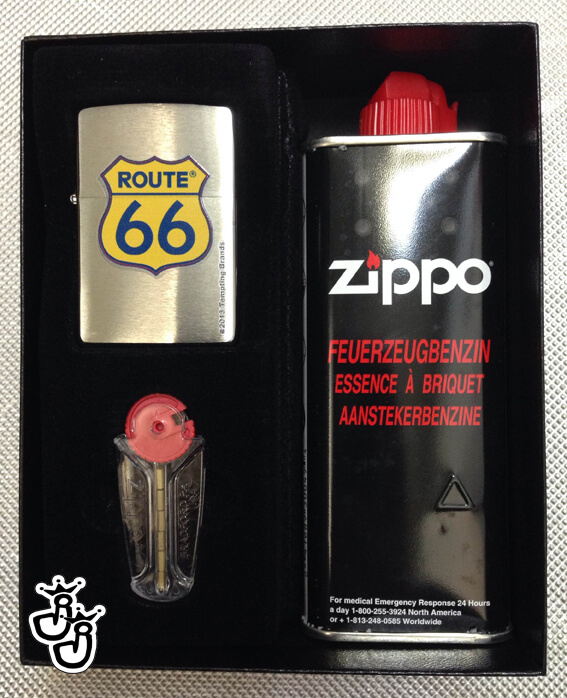 ROUTE®
66
©2013 Tempting Brands
zippo
FEUERZEUGBENZIN
ESSENCE À BRIQUET
AANSTEKERBENZINE
For medical Emergency Response 24 Hours
a day 1-800-255-3924 North America
or + 1-813-248-0585 Worldwide
JR